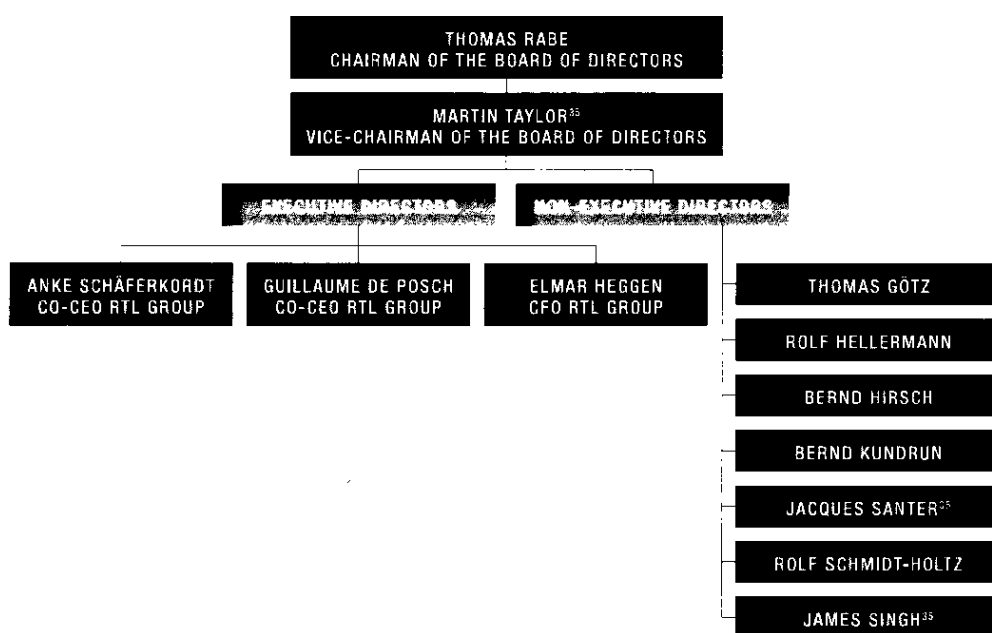 THOMAS RABE
CHAIRMAN OF THE BOARD OF DIRECTORS
MARTIN TAYLOR³⁵
VICE-CHAIRMAN OF THE BOARD OF DIRECTORS
EXECUTIVE DIRECTORS
NON-EXECUTIVE DIRECTORS
ANKE SCHÄFERKORDT
CO-CEO RTL GROUP
GUILLAUME DE POSCH
CO-CEO RTL GROUP
ELMAR HEGGEN
CFO RTL GROUP
THOMAS GÖTZ
ROLF HELLERMANN
BERND HIRSCH
BERND KUNDRUN
JACQUES SANTER³⁵
ROLF SCHMIDT-HOLTZ
JAMES SINGH³⁵